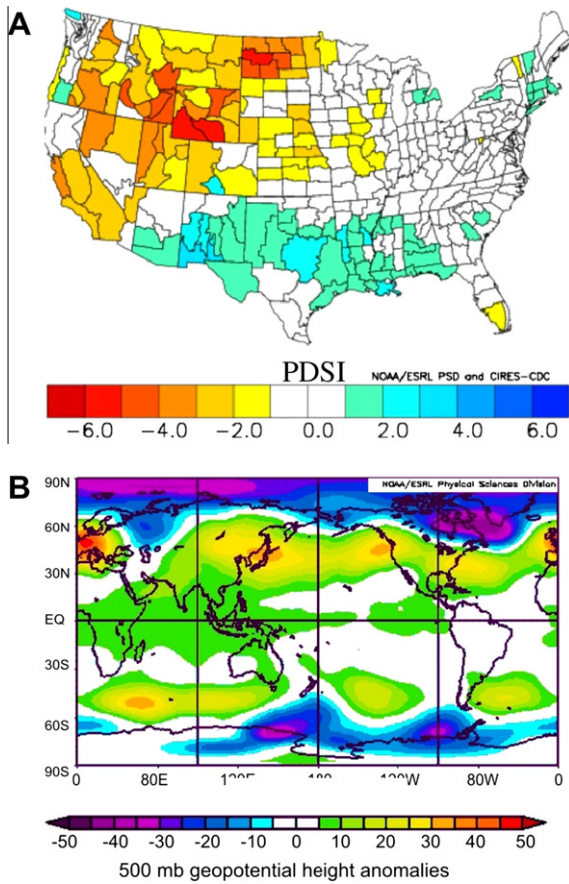 A
PDSI NOAA/ESRL PSD and CIRES-CDC
−6.0 −4.0 −2.0 0.0 2.0 4.0 6.0
B
NOAA/ESRL Physical Sciences Division
90N
60N
30N
EQ
30S
60S
90S
0 80E 80W 0
-50 -40 -30 -20 -10 0 10 20 30 40 50
500 mb geopotential height anomalies